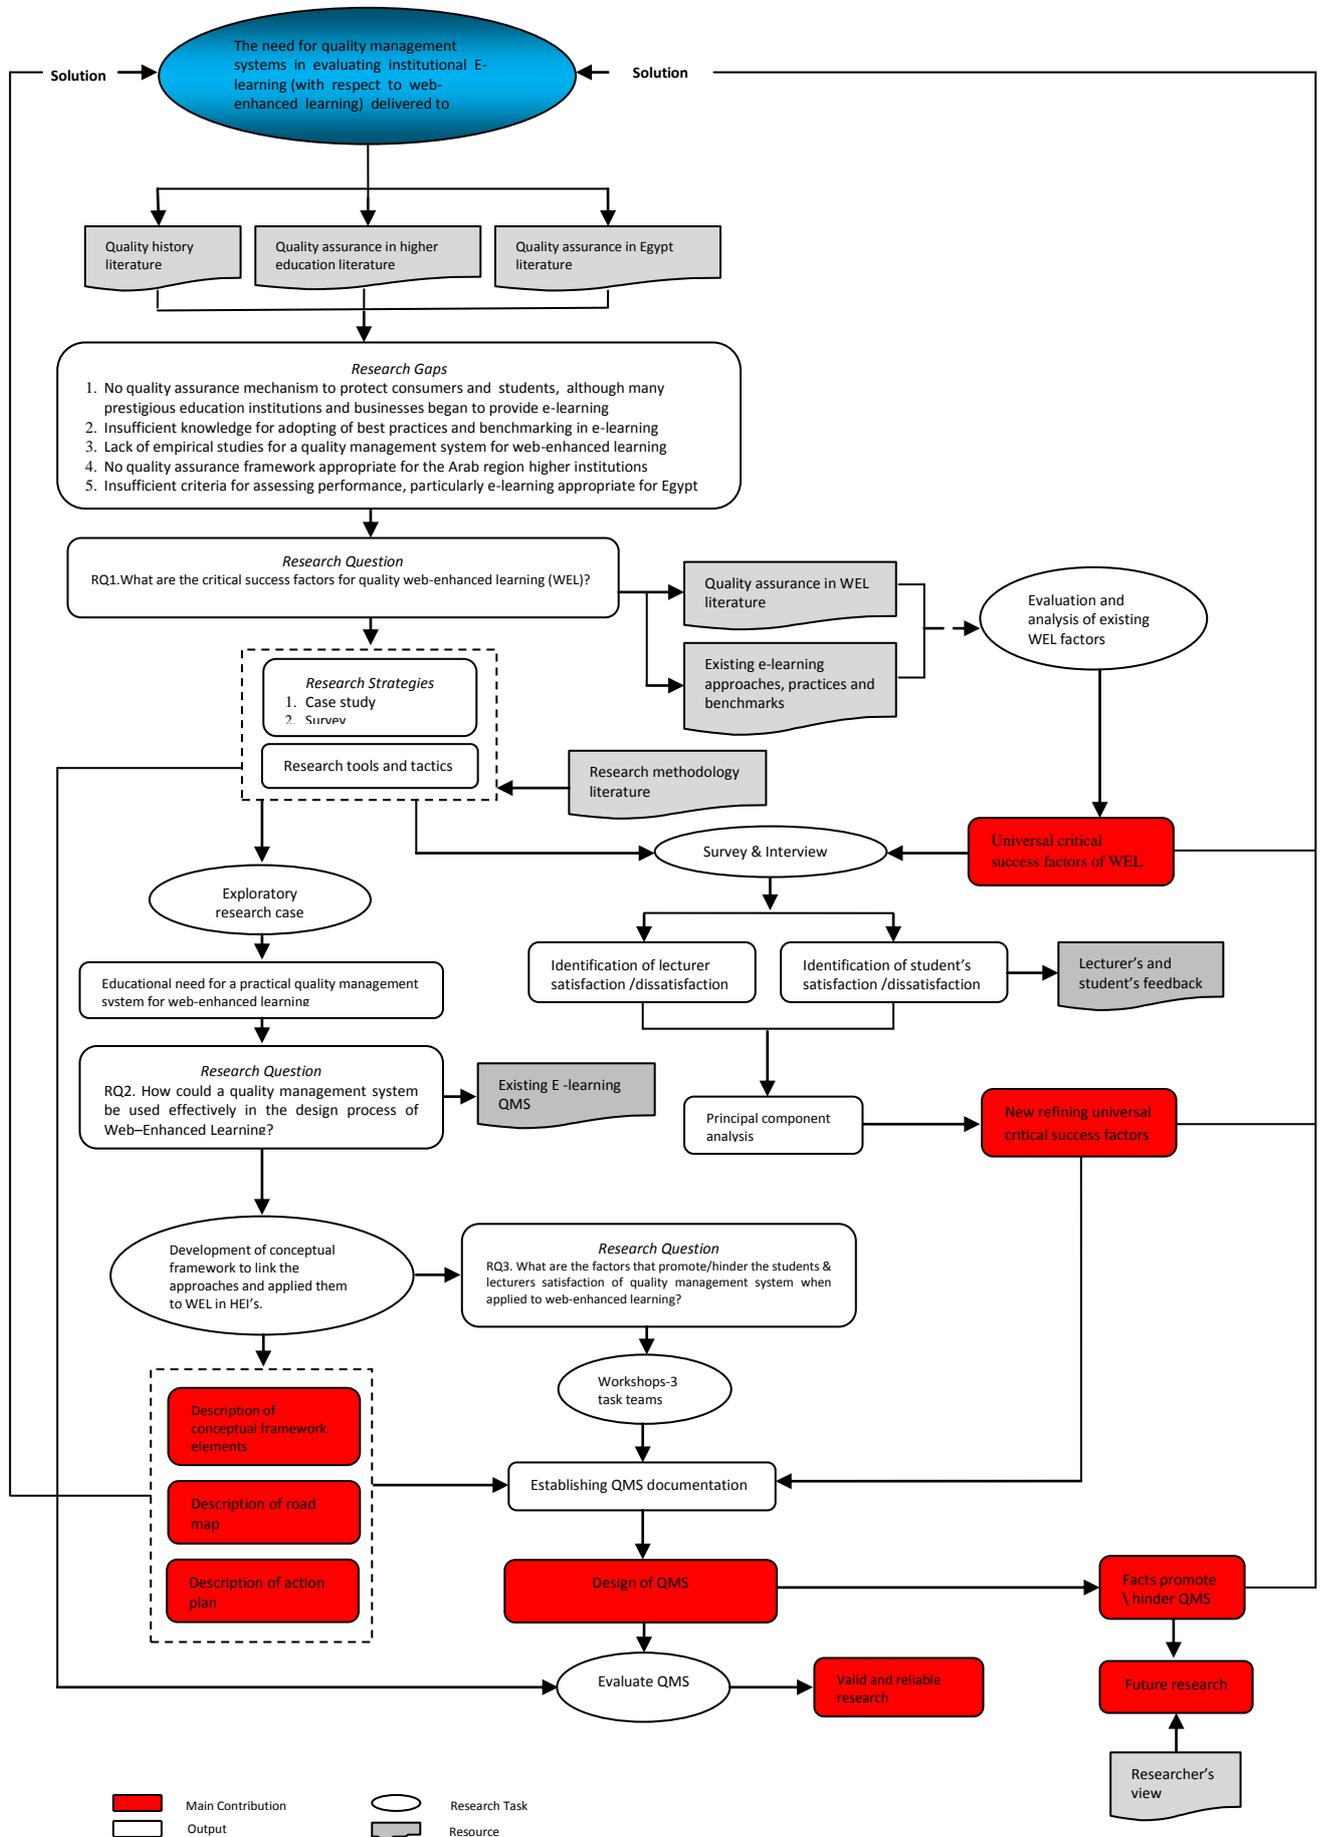 The need for quality management
systems in evaluating institutional E-
learning (with respect to web-
enhanced learning) delivered to
Solution
Solution
Quality history
literature
Quality assurance in higher
education literature
Quality assurance in Egypt
literature
Research Gaps
1. No quality assurance mechanism to protect consumers and students, although many
prestigious education institutions and businesses began to provide e-learning
2. Insufficient knowledge for adopting of best practices and benchmarking in e-learning
3. Lack of empirical studies for a quality management system for web-enhanced learning
4. No quality assurance framework appropriate for the Arab region higher institutions
5. Insufficient criteria for assessing performance, particularly e-learning appropriate for Egypt
Research Question
RQ1.What are the critical success factors for quality web-enhanced learning (WEL)?
Quality assurance in WEL
literature
Existing e-learning
approaches, practices and
benchmarks
Evaluation and
analysis of existing
WEL factors
Research Strategies
1. Case study
2. Survey
Research tools and tactics
Research methodology
literature
Survey & Interview
Universal critical
success factors of WEL
Exploratory
research case
Identification of lecturer
satisfaction /dissatisfaction
Identification of student's
satisfaction /dissatisfaction
Lecturer's and
student's feedback
Educational need for a practical quality management
system for web-enhanced learning
Research Question
RQ2. How could a quality management system
be used effectively in the design process of
Web–Enhanced Learning?
Existing E -learning
QMS
Principal component
analysis
New refining universal
critical success factors
Development of conceptual
framework to link the
approaches and applied them
to WEL in HEI's.
Research Question
RQ3. What are the factors that promote/hinder the students &
lecturers satisfaction of quality management system when
applied to web-enhanced learning?
Workshops-3
task teams
Description of
conceptual framework
elements
Description of road
map
Description of action
plan
Establishing QMS documentation
Design of QMS
Facts promote
\ hinder QMS
Evaluate QMS
Valid and reliable
research
Future research
Researcher's
view
Main Contribution
Research Task
Output
Resource